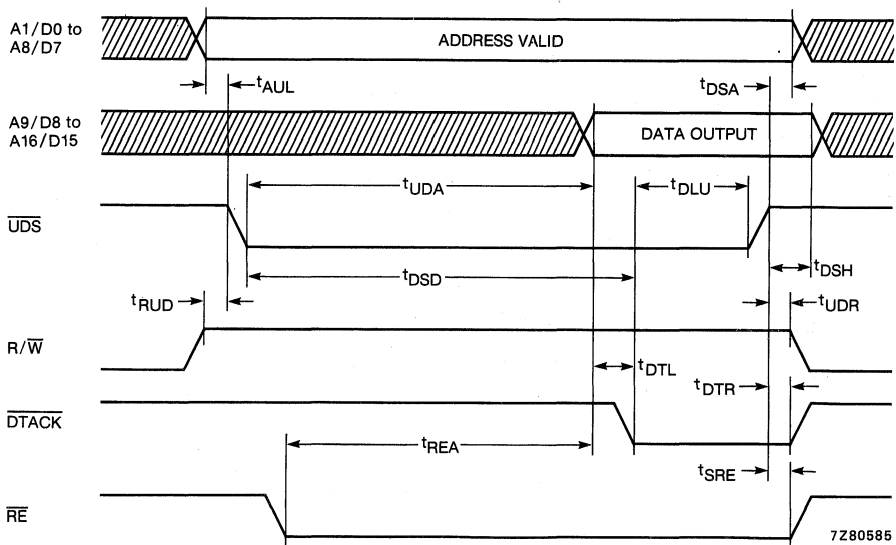 A1/D0 to
A8/D7
ADDRESS VALID
tAUL
tDSA
A9/D8 to
A16/D15
DATA OUTPUT
tUDA
tDLU
UDS
tDSD
tDSH
tRUD
tUDR
R/W
tDTL
tDTR
DTACK
tREA
tSRE
RE
7Z80585